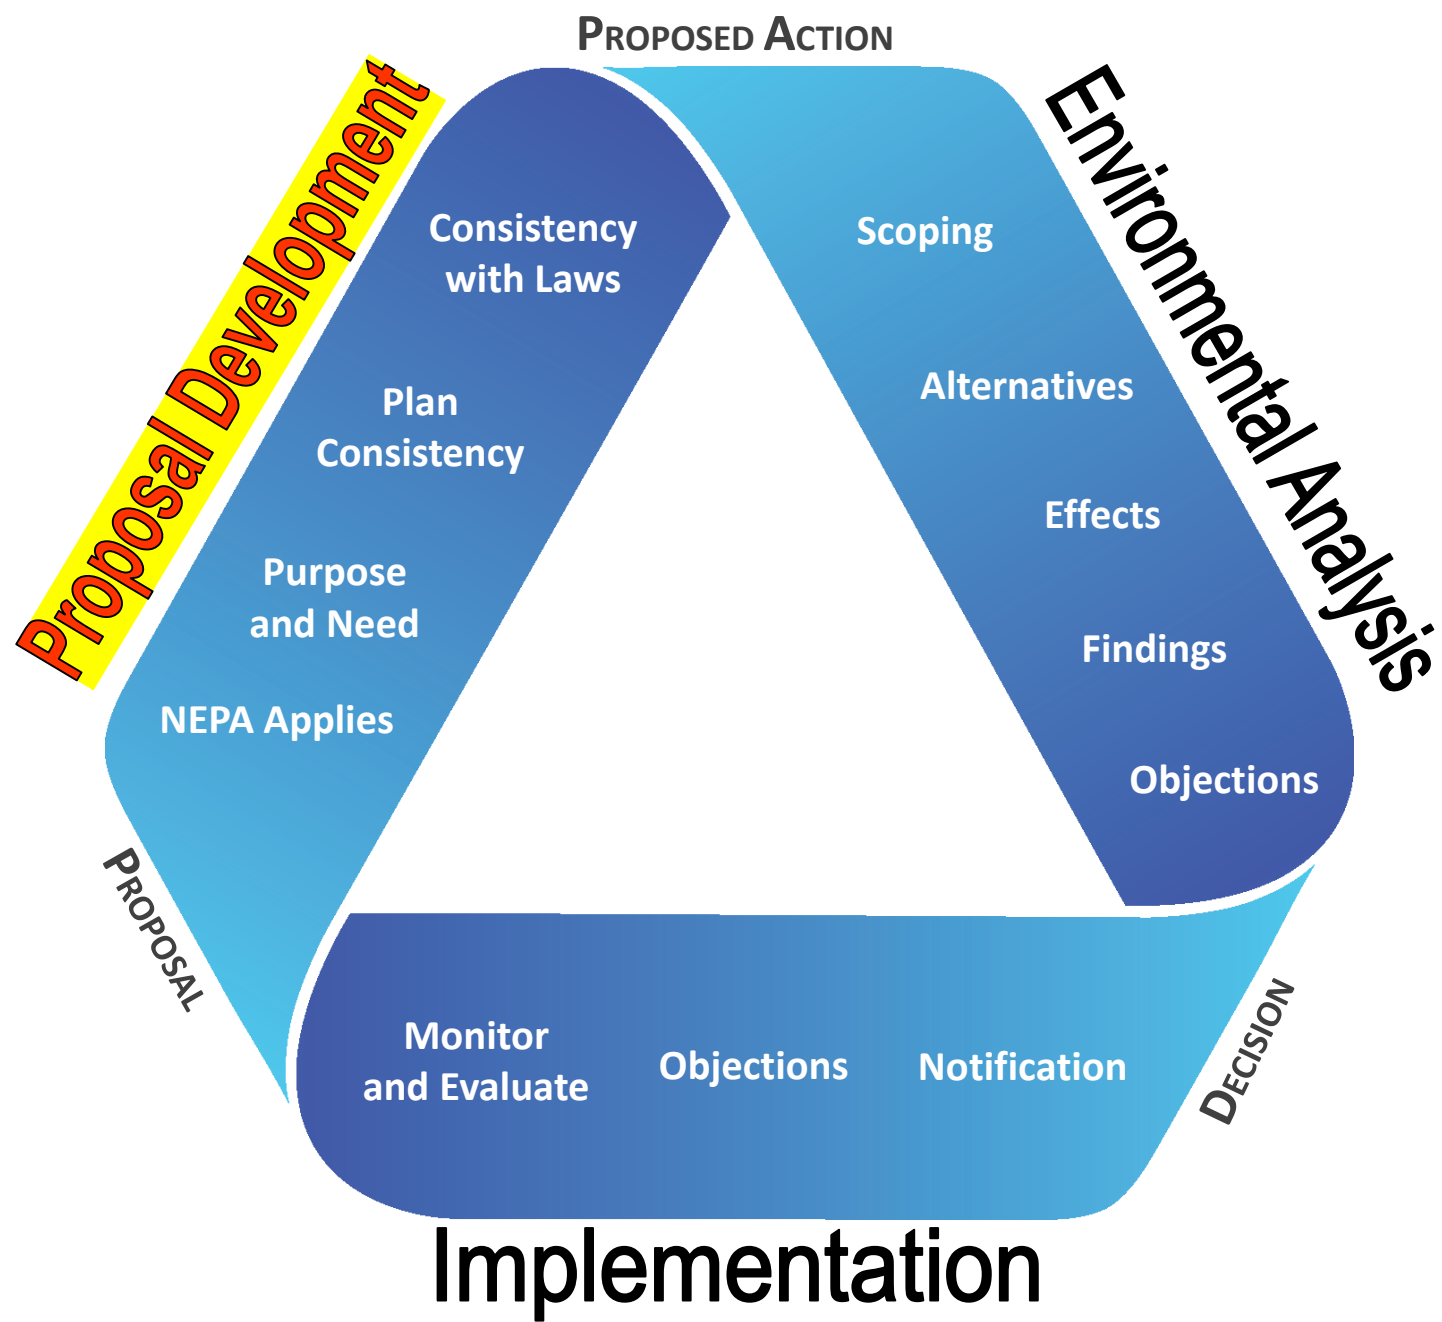 PROPOSED ACTION
Proposal Development
Consistency
with Laws
Plan
Consistency
Purpose
and Need
NEPA Applies
PROPOSAL
Environmental Analysis
Scoping
Alternatives
Effects
Findings
Objections
DECISION
Notification
Objections
Monitor
and Evaluate
Implementation